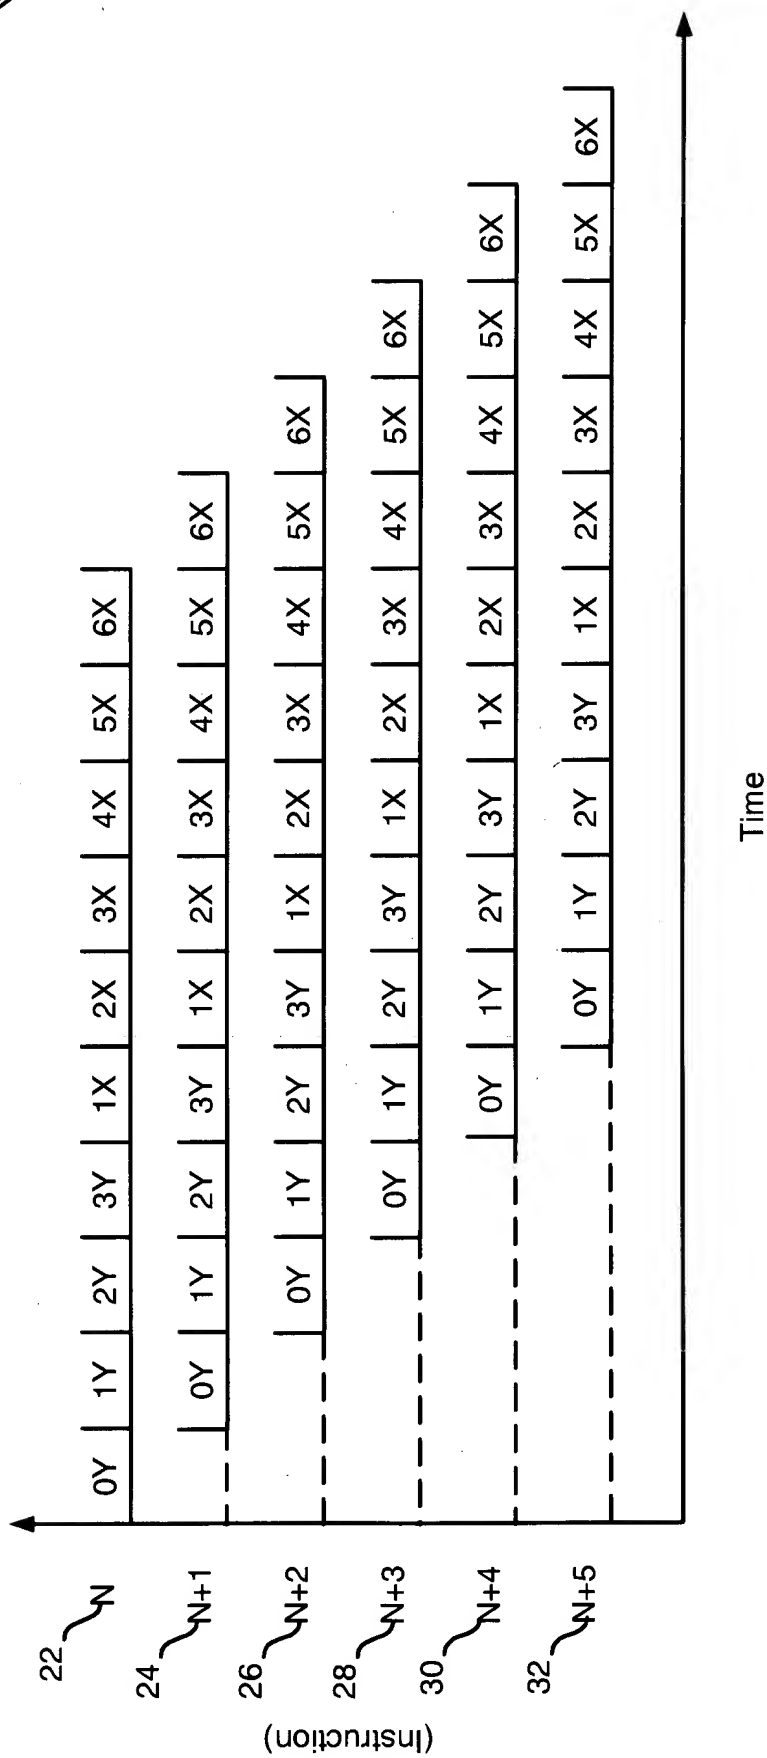 22 N 0Y 1Y 2Y 3Y 1X 2X 3X 4X 5X 6X
24 N+1 0Y 1Y 2Y 3Y 1X 2X 3X 4X 5X 6X
26 N+2 0Y 1Y 2Y 3Y 1X 2X 3X 4X 5X 6X
28 N+3 0Y 1Y 2Y 3Y 1X 2X 3X 4X 5X 6X
30 N+4 0Y 1Y 2Y 3Y 1X 2X 3X 4X 5X 6X
32 N+5 0Y 1Y 2Y 3Y 1X 2X 3X 4X 5X 6X
(Instruction)
Time